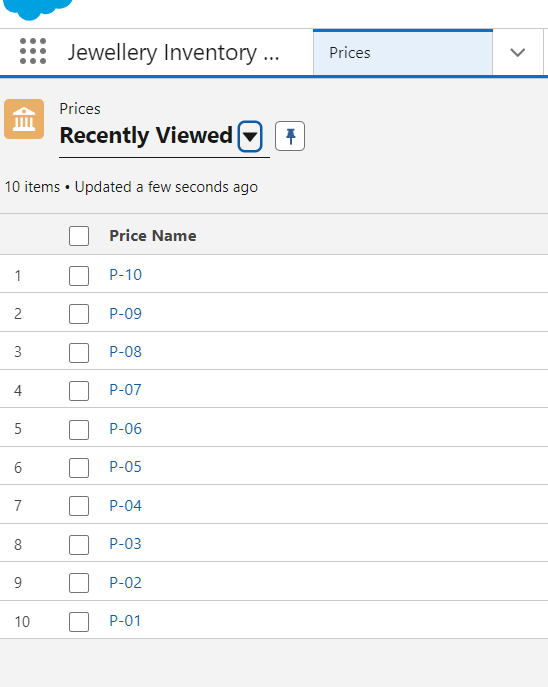 Jewellery Inventory ...
Prices
Prices
Recently Viewed
10 items • Updated a few seconds ago
Price Name
1 P-10
2 P-09
3 P-08
4 P-07
5 P-06
6 P-05
7 P-04
8 P-03
9 P-02
10 P-01